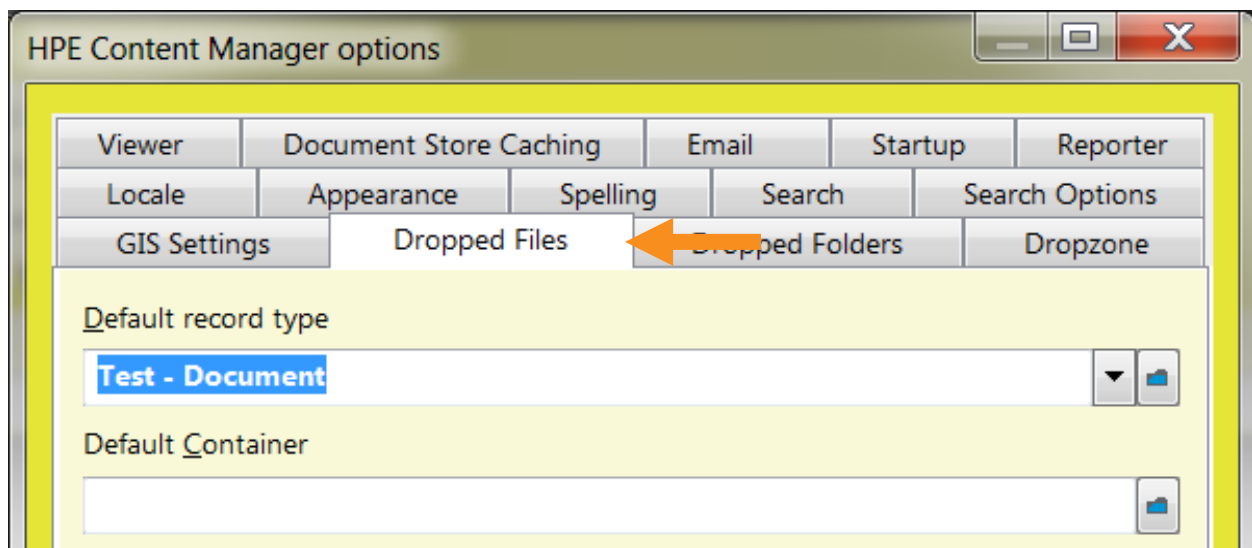 HPE Content Manager options
Viewer Document Store Caching Email Startup Reporter
Locale Appearance Spelling Search Search Options
GIS Settings Dropped Files Dropped Folders Dropzone
Default record type
Test - Document
Default Container